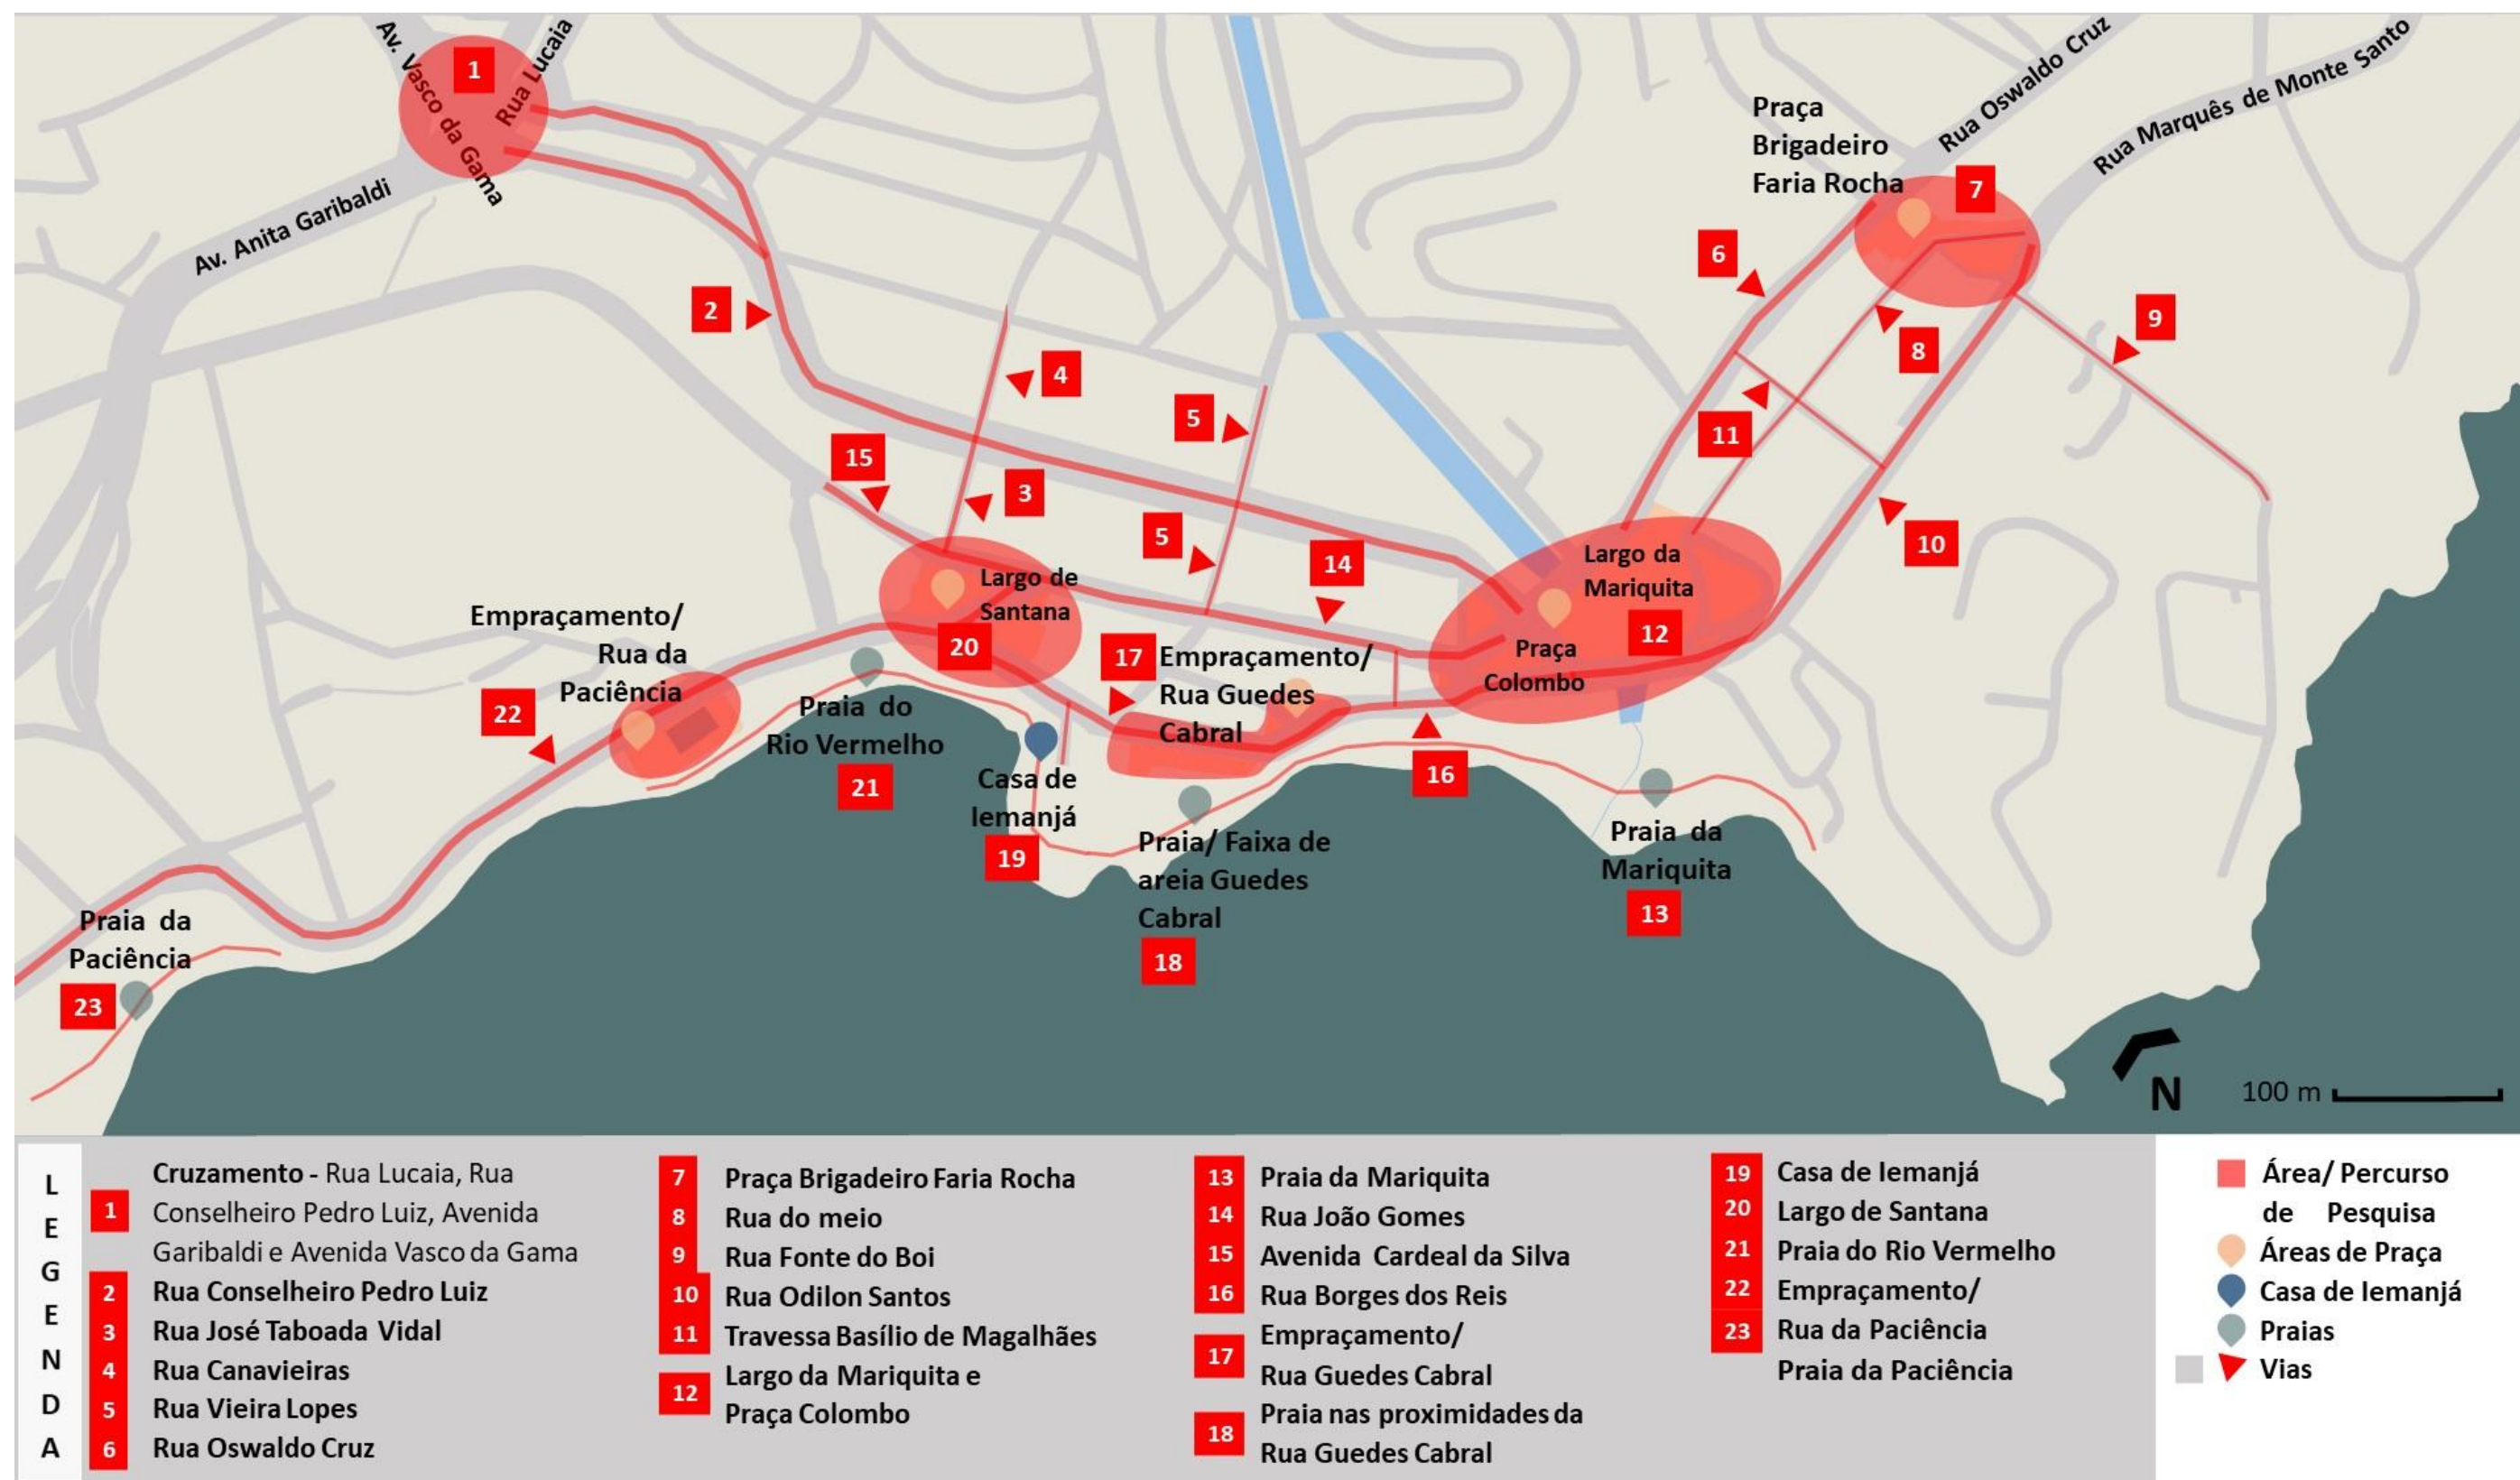 1
Av. Vasco da Gama
Rua Lucaia
Av. Anita Garibaldi
Praça
Brigadeiro
Faria Rocha
7
Rua Oswaldo Cruz
Rua Marquês de Monte Santo
2
6
9
8
4
5
11
15
3
5
14
10
Largo de
Santana
20
Largo da
Mariquita
12
Praça
Colombo
Empraçamento/
Rua da
Paciência
22
17
Empraçamento/
Rua Guedes
Cabral
Praia do
Rio Vermelho
21
Casa de
Iemanjá
19
16
Praia/ Faixa de
areia Guedes
Cabral
18
Praia da
Mariquita
13
Praia da
Paciência
23
N
100 m
LEGENDA
1 Cruzamento - Rua Lucaia, Rua
Conselheiro Pedro Luiz, Avenida
Garibaldi e Avenida Vasco da Gama
2 Rua Conselheiro Pedro Luiz
3 Rua José Taboada Vidal
4 Rua Canavieiras
5 Rua Vieira Lopes
6 Rua Oswaldo Cruz
7 Praça Brigadeiro Faria Rocha
8 Rua do meio
9 Rua Fonte do Boi
10 Rua Odilon Santos
11 Travessa Basílio de Magalhães
12 Largo da Mariquita e
Praça Colombo
13 Praia da Mariquita
14 Rua João Gomes
15 Avenida Cardeal da Silva
16 Rua Borges dos Reis
17 Empraçamento/
Rua Guedes Cabral
18 Praia nas proximidades da
Rua Guedes Cabral
19 Casa de Iemanjá
20 Largo de Santana
21 Praia do Rio Vermelho
22 Empraçamento/
23 Rua da Paciência
Praia da Paciência
Área/ Percurso
de Pesquisa
Áreas de Praça
Casa de Iemanjá
Praias
Vias